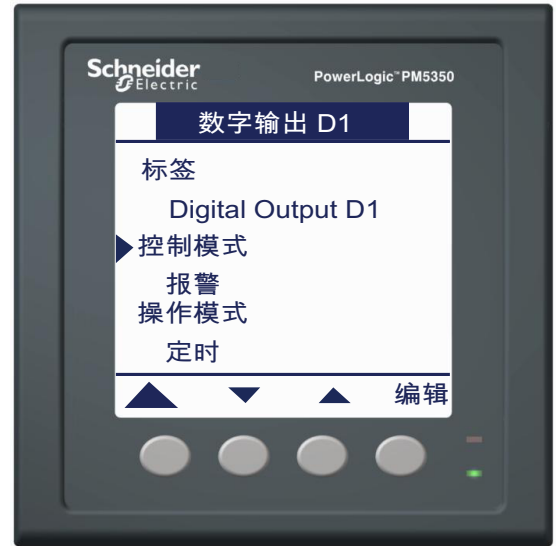 Schneider
Electric
PowerLogic™ PM5350
数字输出 D1
标签
Digital Output D1
控制模式
报警
操作模式
定时
编辑